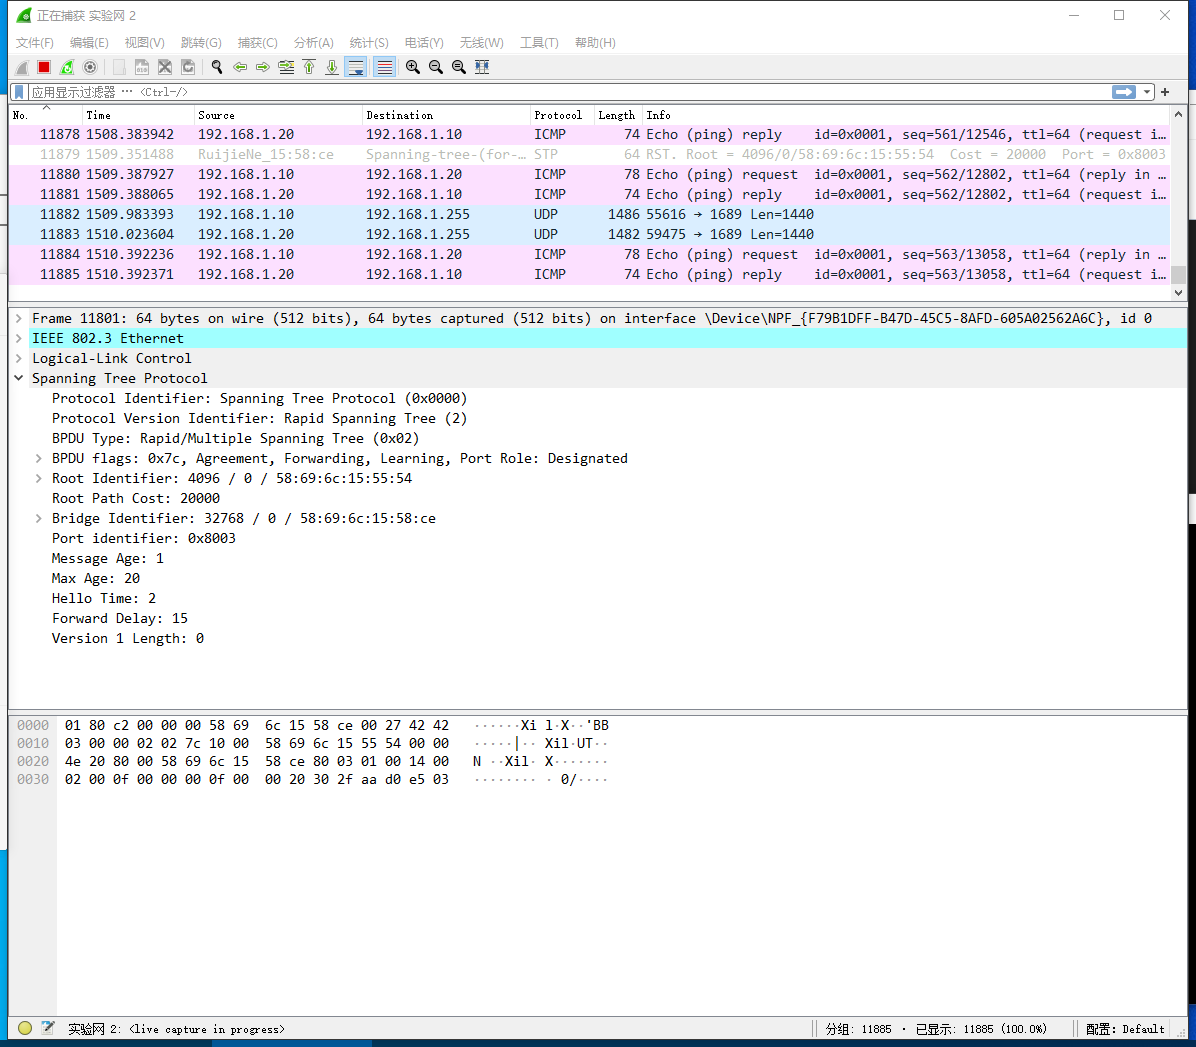 正在捕获 实验网 2
文件(F) 编辑(E) 视图(V) 跳转(G) 捕获(C) 分析(A) 统计(S) 电话(Y) 无线(W) 工具(T) 帮助(H)
应用显示过滤器 … <Ctrl-/>
No. Time Source Destination Protocol Length Info
11878 1508.383942 192.168.1.20 192.168.1.10 ICMP 74 Echo (ping) reply id=0x0001, seq=561/12546, ttl=64 (request i…
11879 1509.351488 RuijieNe_15:58:ce Spanning-tree-(for-… STP 64 RST. Root = 4096/0/58:69:6c:15:55:54 Cost = 20000 Port = 0x8003
11880 1509.387927 192.168.1.10 192.168.1.20 ICMP 78 Echo (ping) request id=0x0001, seq=562/12802, ttl=64 (reply in …
11881 1509.388065 192.168.1.20 192.168.1.10 ICMP 74 Echo (ping) reply id=0x0001, seq=562/12802, ttl=64 (request i…
11882 1509.983393 192.168.1.10 192.168.1.255 UDP 1486 55616 → 1689 Len=1440
11883 1510.023604 192.168.1.20 192.168.1.255 UDP 1482 59475 → 1689 Len=1440
11884 1510.392236 192.168.1.10 192.168.1.20 ICMP 78 Echo (ping) request id=0x0001, seq=563/13058, ttl=64 (reply in …
11885 1510.392371 192.168.1.20 192.168.1.10 ICMP 74 Echo (ping) reply id=0x0001, seq=563/13058, ttl=64 (request i…
Frame 11801: 64 bytes on wire (512 bits), 64 bytes captured (512 bits) on interface \Device\NPF_{F79B1DFF-B47D-45C5-8AFD-605A02562A6C}, id 0
IEEE 802.3 Ethernet
Logical-Link Control
Spanning Tree Protocol
Protocol Identifier: Spanning Tree Protocol (0x0000)
Protocol Version Identifier: Rapid Spanning Tree (2)
BPDU Type: Rapid/Multiple Spanning Tree (0x02)
BPDU flags: 0x7c, Agreement, Forwarding, Learning, Port Role: Designated
Root Identifier: 4096 / 0 / 58:69:6c:15:55:54
Root Path Cost: 20000
Bridge Identifier: 32768 / 0 / 58:69:6c:15:58:ce
Port identifier: 0x8003
Message Age: 1
Max Age: 20
Hello Time: 2
Forward Delay: 15
Version 1 Length: 0
0000 01 80 c2 00 00 00 58 69 6c 15 58 ce 00 27 42 42 ······Xi l·X··'BB
0010 03 00 00 02 02 7c 10 00 58 69 6c 15 55 54 00 00 ·····|·· Xil·UT··
0020 4e 20 80 00 58 69 6c 15 58 ce 80 03 01 00 14 00 N ··Xil· X·······
0030 02 00 0f 00 00 00 0f 00 00 20 30 2f aa d0 e5 03 ········ · 0/····
实验网 2: <live capture in progress> 分组: 11885 · 已显示: 11885 (100.0%) 配置: Default